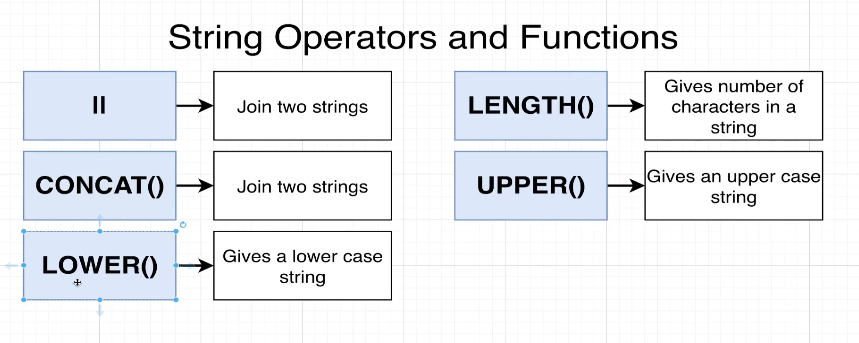 String Operators and Functions
||
Join two strings
CONCAT()
Join two strings
LOWER()
Gives a lower case
string
LENGTH()
Gives number of
characters in a
string
UPPER()
Gives an upper case
string